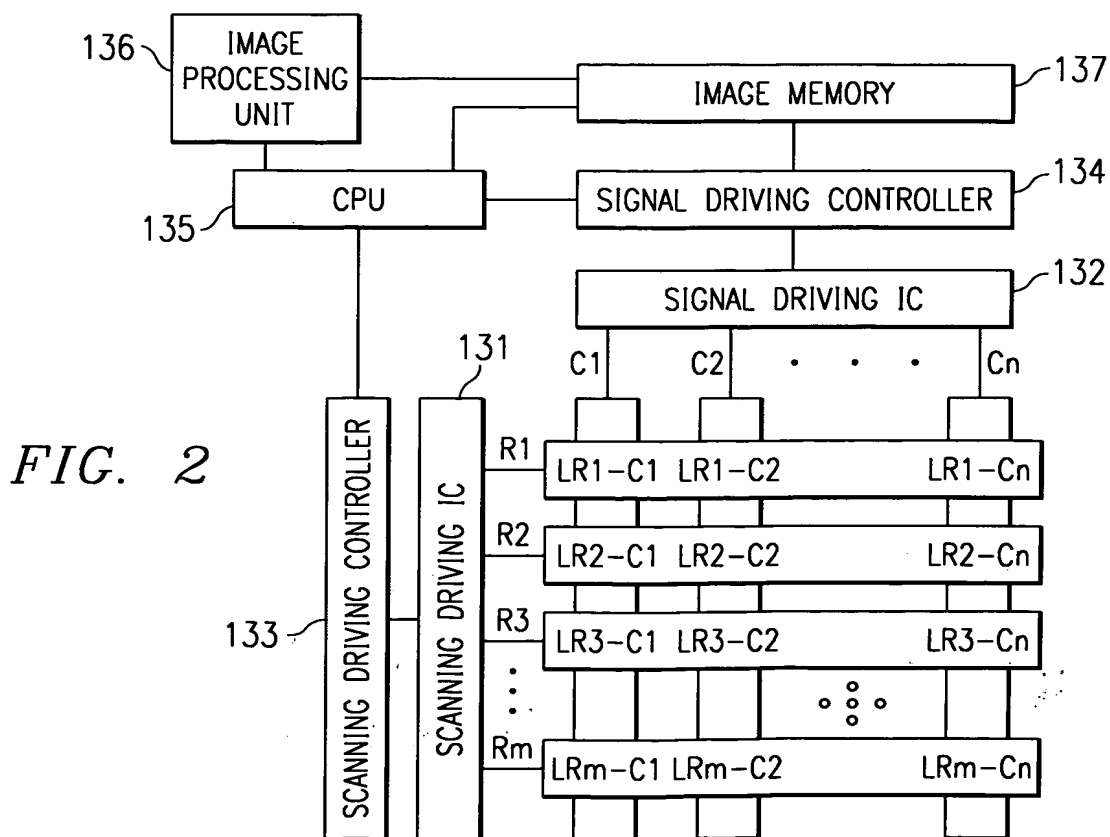 136
IMAGE
PROCESSING
UNIT
137
IMAGE MEMORY
134
CPU
SIGNAL DRIVING CONTROLLER
135
132
SIGNAL DRIVING IC
131
C1 C2 . . . Cn
FIG. 2
SCANNING DRIVING CONTROLLER
133
SCANNING DRIVING IC
R1 LR1-C1 LR1-C2 LR1-Cn
R2 LR2-C1 LR2-C2 LR2-Cn
R3 LR3-C1 LR3-C2 LR3-Cn
Rm LRm-C1 LRm-C2 LRm-Cn